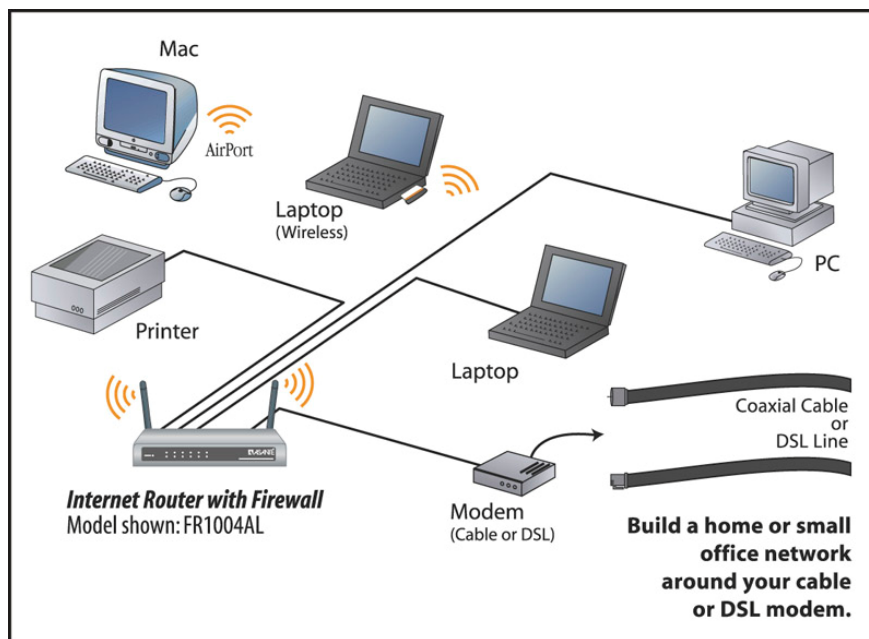 Mac
AirPort
Laptop
(Wireless)
PC
Printer
Laptop
Coaxial Cable
or
DSL Line
ASANTÉ
Internet Router with Firewall
Model shown: FR1004AL
Modem
(Cable or DSL)
Build a home or small
office network
around your cable
or DSL modem.